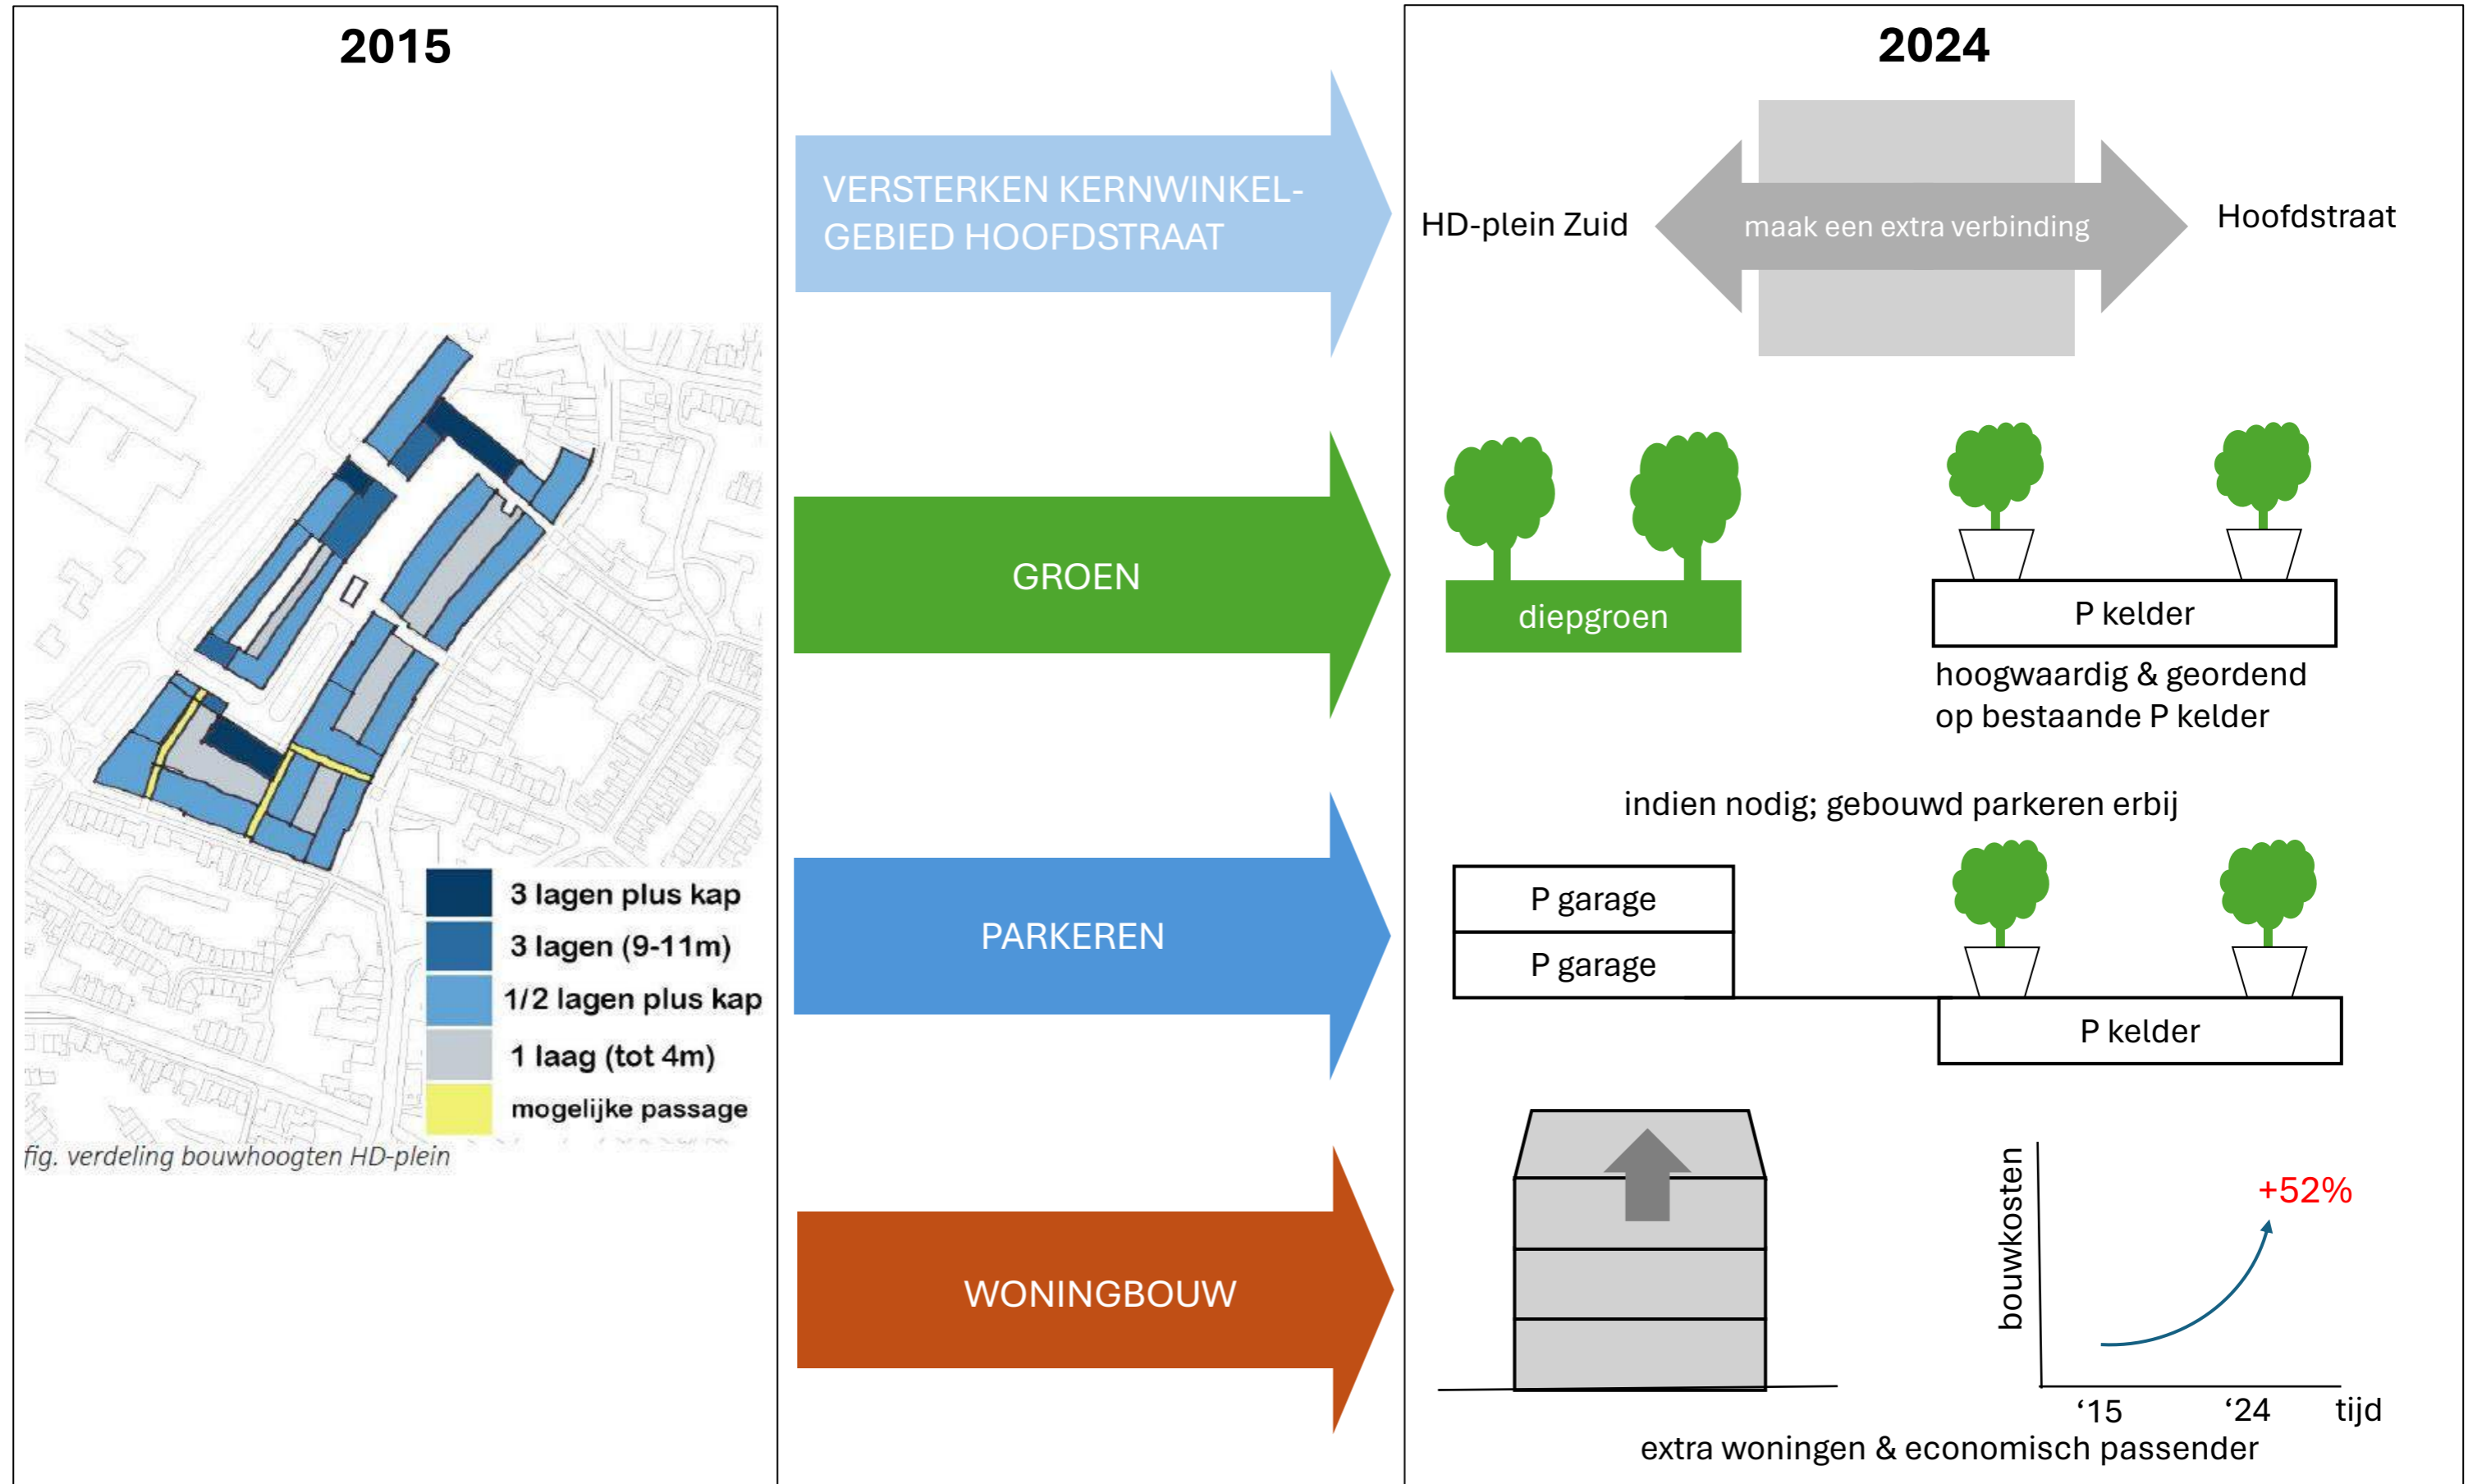 2015
3 lagen plus kap
3 lagen (9-11m)
1/2 lagen plus kap
1 laag (tot 4m)
mogelijke passage
fig. verdeling bouwhoogten HD-plein
VERSTERKEN KERNWINKEL-
GEBIED HOOFDSTRAAT
GROEN
PARKEREN
WONINGBOUW
2024
HD-plein Zuid
maak een extra verbinding
Hoofdstraat
diepgroen
P kelder
hoogwaardig & geordend
op bestaande P kelder
indien nodig; gebouwd parkeren erbij
P garage
P garage
P kelder
bouwkosten
+52%
‘15
‘24
tijd
extra woningen & economisch passender